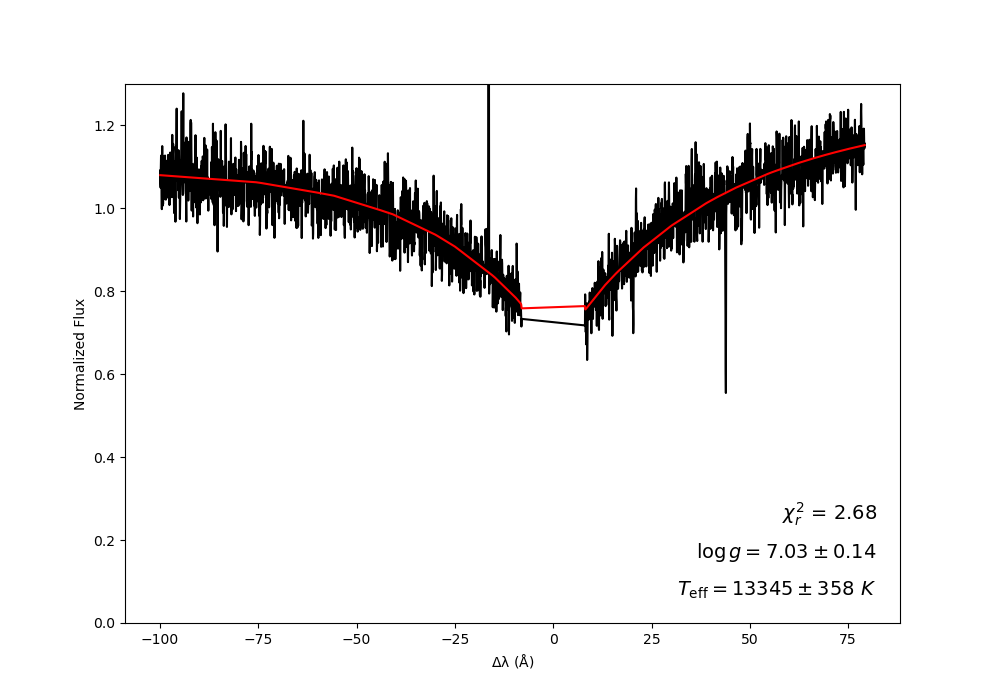 1.2
1.0
0.8
0.6
0.4
0.2
0.0
Normalized Flux
χ²ᵣ = 2.68
log g = 7.03 ± 0.14
T_eff = 13345 ± 358 K
−100 −75 −50 −25 0 25 50 75
Δλ (Å)